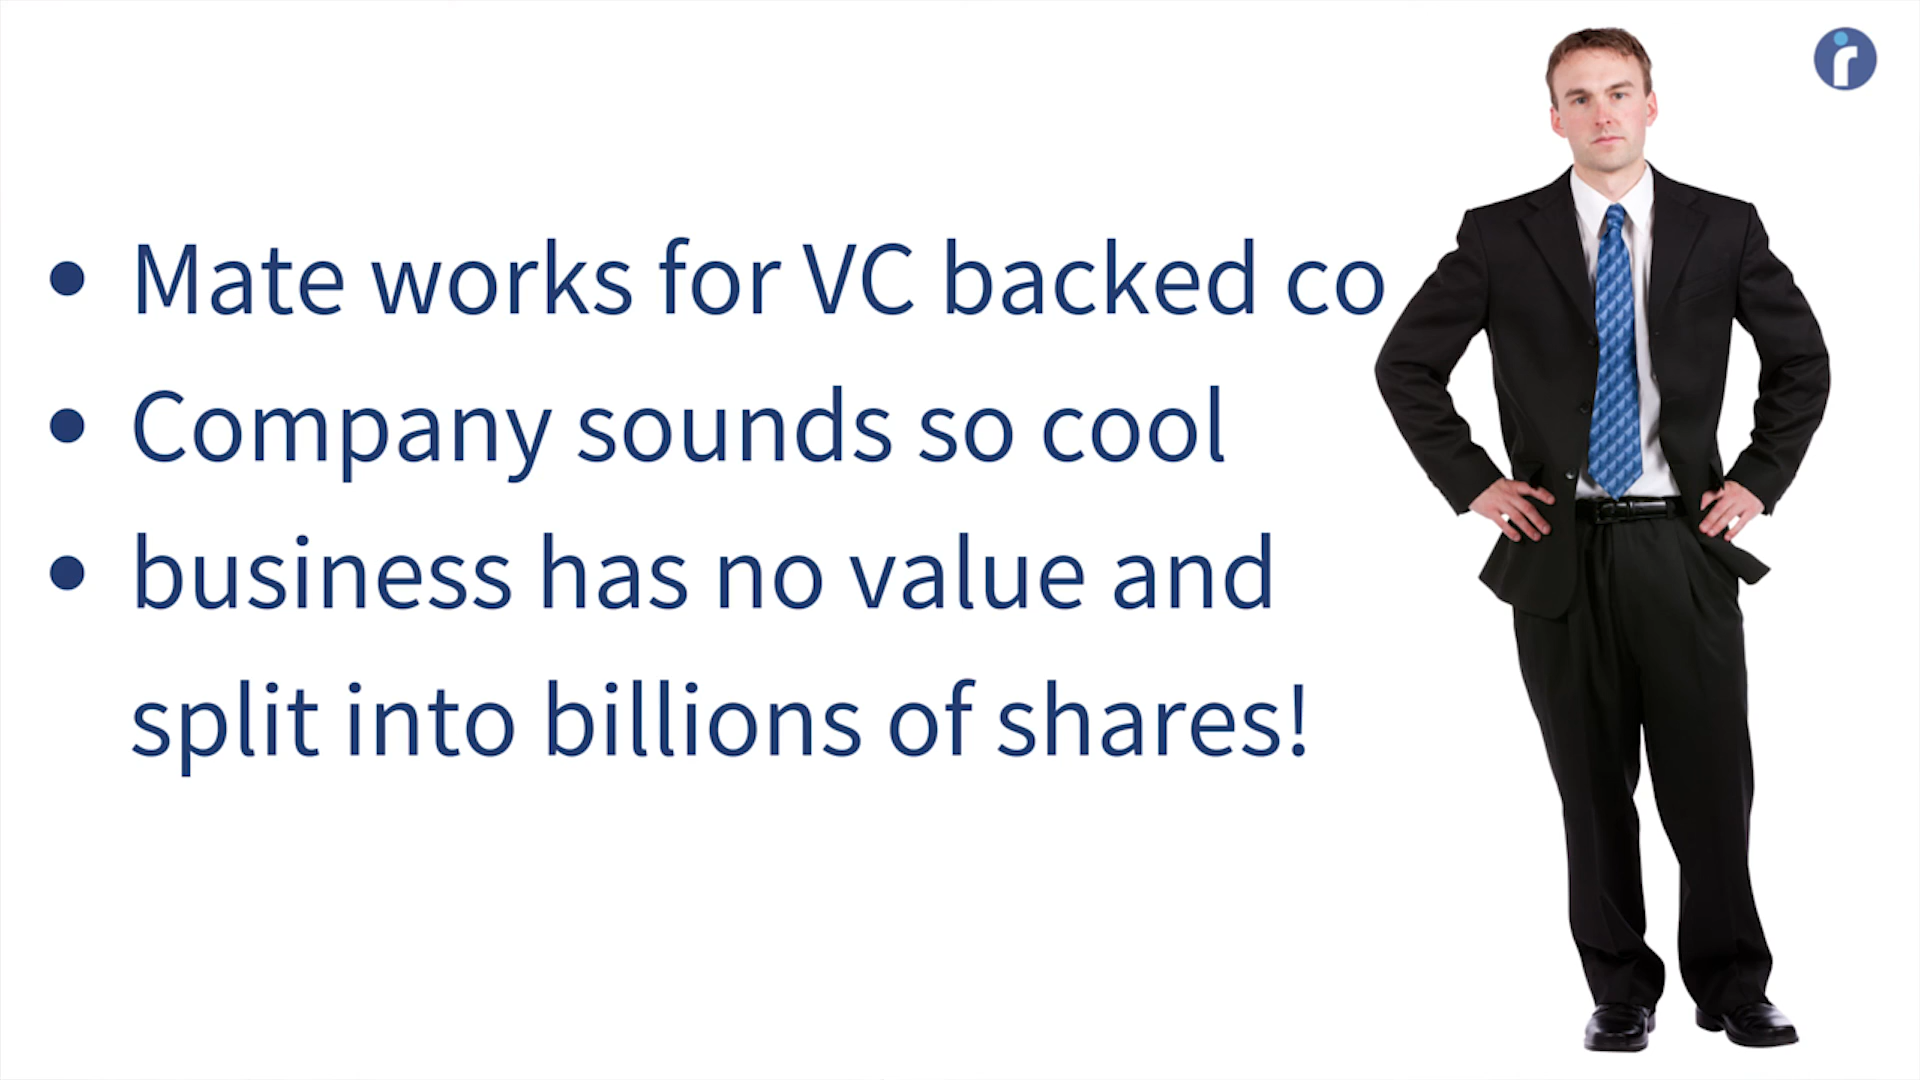 • Mate works for VC backed co
• Company sounds so cool
• business has no value and
split into billions of shares!